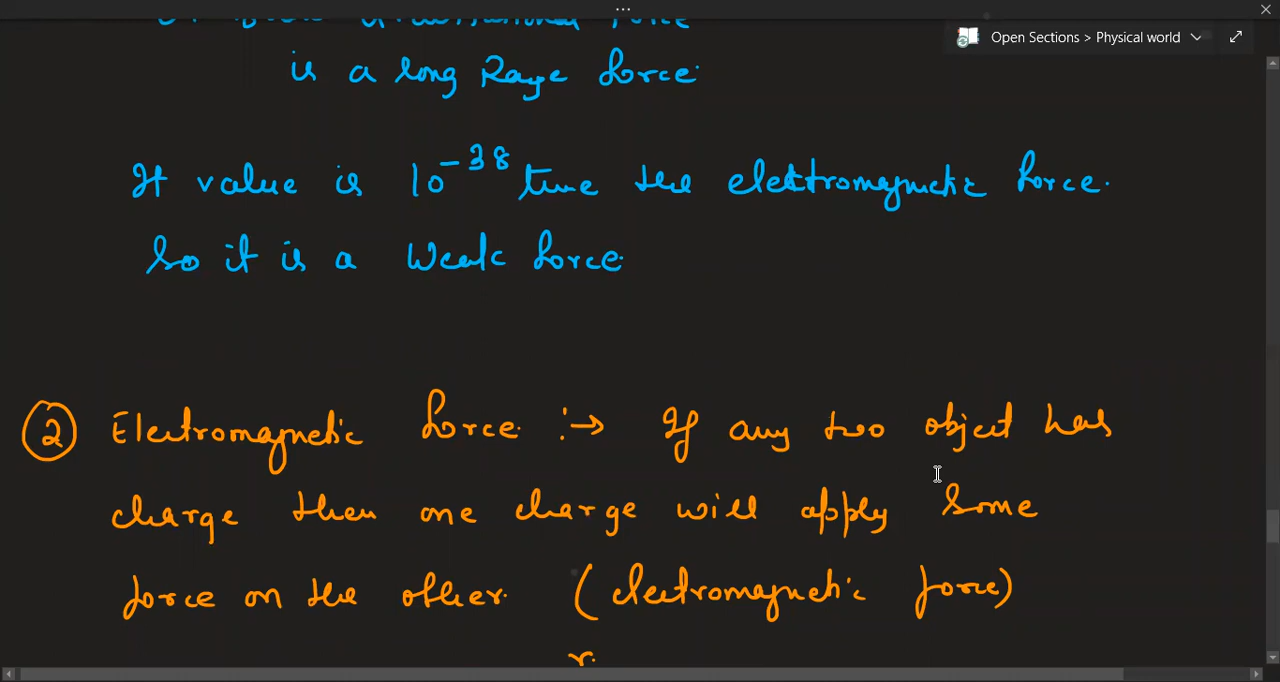 Open Sections > Physical world
is a long Range force.
It value is 10^-38 time the electromagnetic force.
So it is a Weak force.
② Electromagnetic force :→ If any two object has
charge then one charge will apply Some
force on the other. (electromagnetic force)